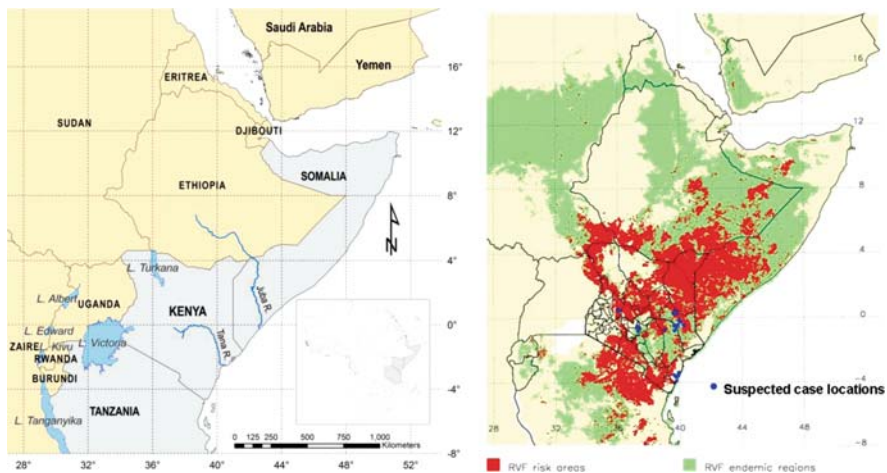 Saudi Arabia
Yemen
16°
ERITREA
SUDAN
DJIBOUTI
12°
SOMALIA
ETHIOPIA
8°
N
4°
L. Turkana
L. Albert
UGANDA
KENYA
Juba R.
L. Edward
0°
ZAIRE
L. Kivu
L. Victoria
Tana R.
RWANDA
BURUNDI
-4°
TANZANIA
L. Tanganyika
0 125 250 500 750 1,000
Kilometers
-8°
28° 32° 36° 40° 44° 48° 52°
16
12
8
4
0
-4
Suspected case locations
28 32 36 40 44 48
-8
RVF risk areas
RVF endemic regions